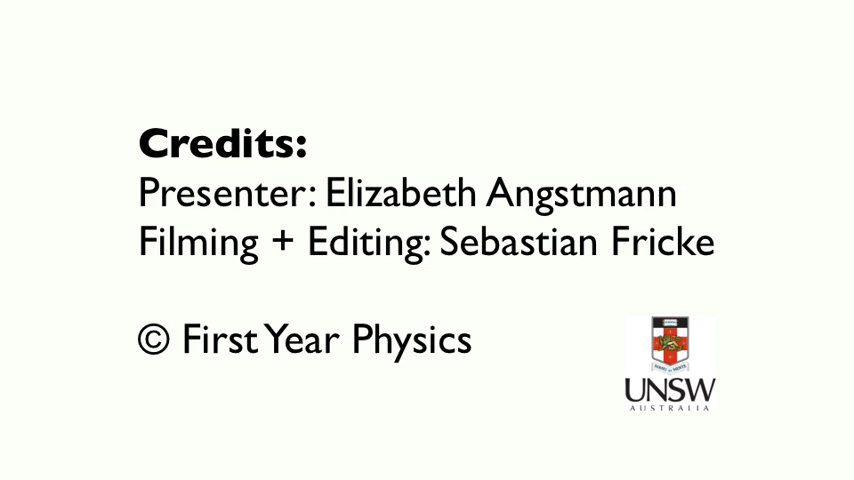 Credits:
Presenter: Elizabeth Angstmann
Filming + Editing: Sebastian Fricke
© First Year Physics
UNSW
AUSTRALIA